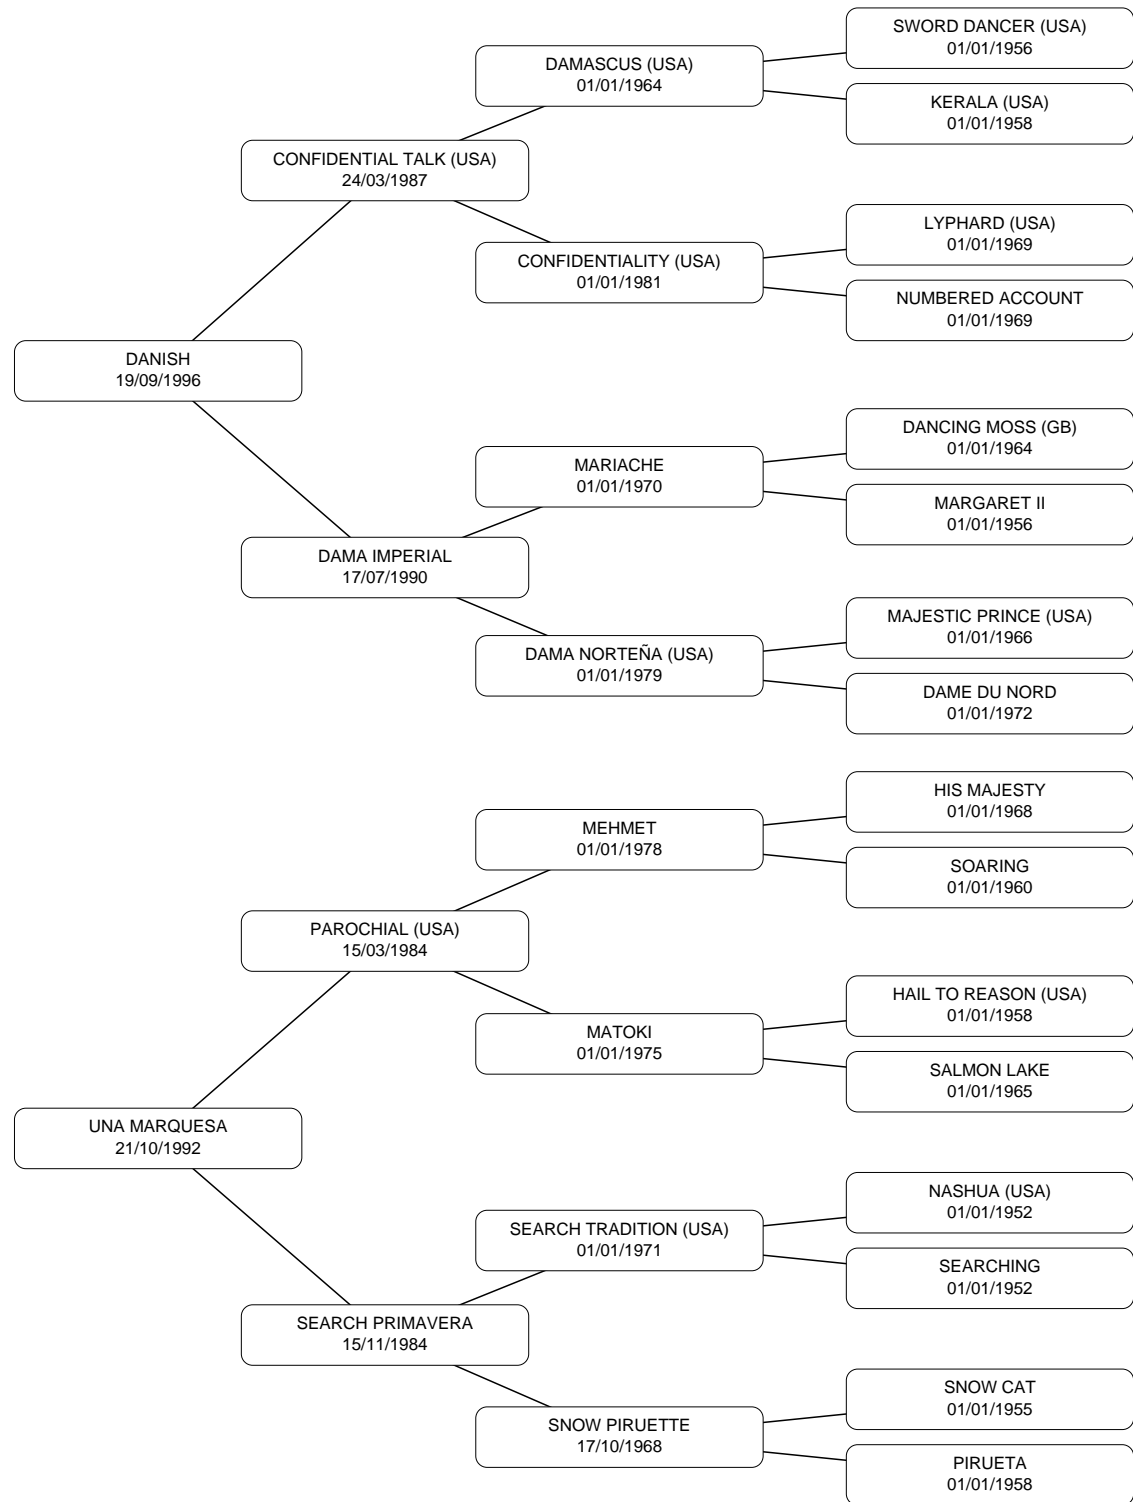 SWORD DANCER (USA)
01/01/1956
DAMASCUS (USA)
01/01/1964
KERALA (USA)
01/01/1958
CONFIDENTIAL TALK (USA)
24/03/1987
LYPHARD (USA)
01/01/1969
CONFIDENTIALITY (USA)
01/01/1981
NUMBERED ACCOUNT
01/01/1969
DANISH
19/09/1996
DANCING MOSS (GB)
01/01/1964
MARIACHE
01/01/1970
MARGARET II
01/01/1956
DAMA IMPERIAL
17/07/1990
MAJESTIC PRINCE (USA)
01/01/1966
DAMA NORTEÑA (USA)
01/01/1979
DAME DU NORD
01/01/1972
HIS MAJESTY
01/01/1968
MEHMET
01/01/1978
SOARING
01/01/1960
PAROCHIAL (USA)
15/03/1984
HAIL TO REASON (USA)
01/01/1958
MATOKI
01/01/1975
SALMON LAKE
01/01/1965
UNA MARQUESA
21/10/1992
NASHUA (USA)
01/01/1952
SEARCH TRADITION (USA)
01/01/1971
SEARCHING
01/01/1952
SEARCH PRIMAVERA
15/11/1984
SNOW CAT
01/01/1955
SNOW PIRUETTE
17/10/1968
PIRUETA
01/01/1958